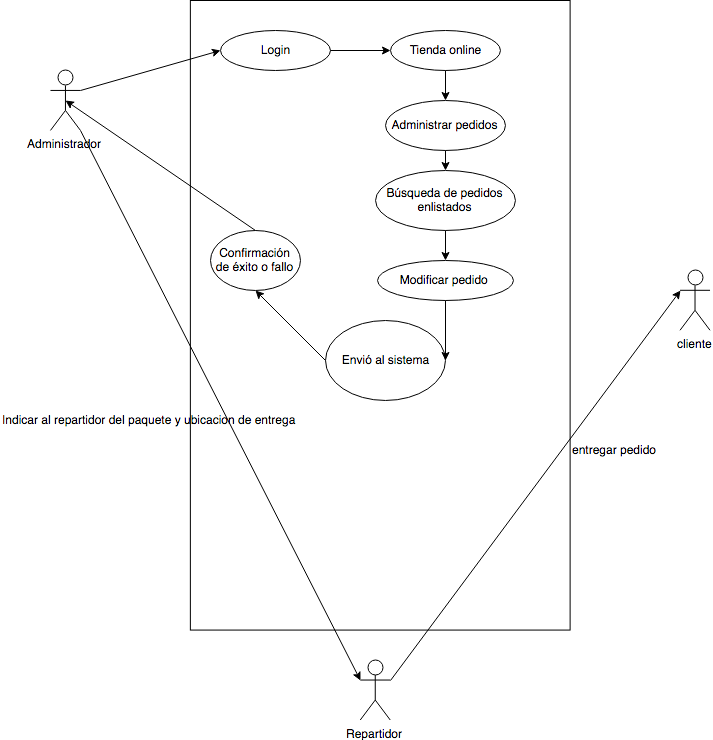 Login
Tienda online
Administrador
Administrar pedidos
Búsqueda de pedidos
enlistados
Confirmación
de éxito o fallo
Modificar pedido
cliente
Envió al sistema
Indicar al repartidor del paquete y ubicacion de entrega
entregar pedido
Repartidor